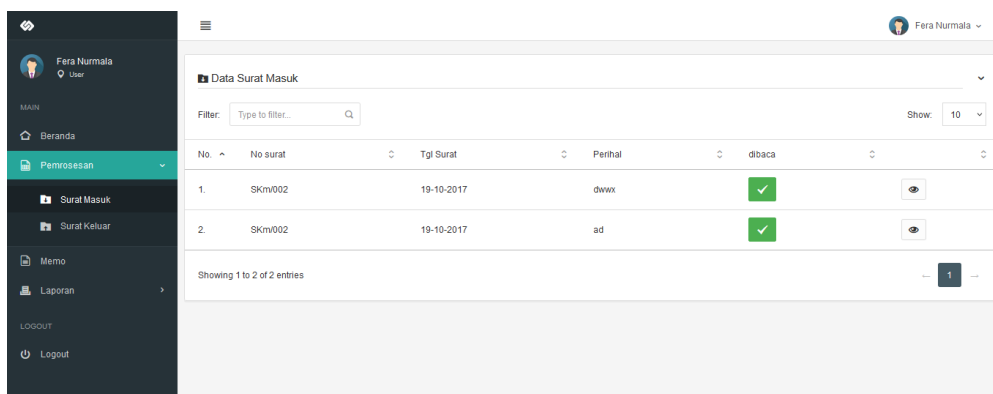 Fera Nurmala
Fera Nurmala
User
MAIN
Beranda
Pemrosesan
Surat Masuk
Surat Keluar
Memo
Laporan
LOGOUT
Logout
Data Surat Masuk
Filter: Type to filter... Show: 10
No. No surat Tgl Surat Perihal dibaca
1. SKm/002 19-10-2017 dwwx
2. SKm/002 19-10-2017 ad
Showing 1 to 2 of 2 entries ← 1 →